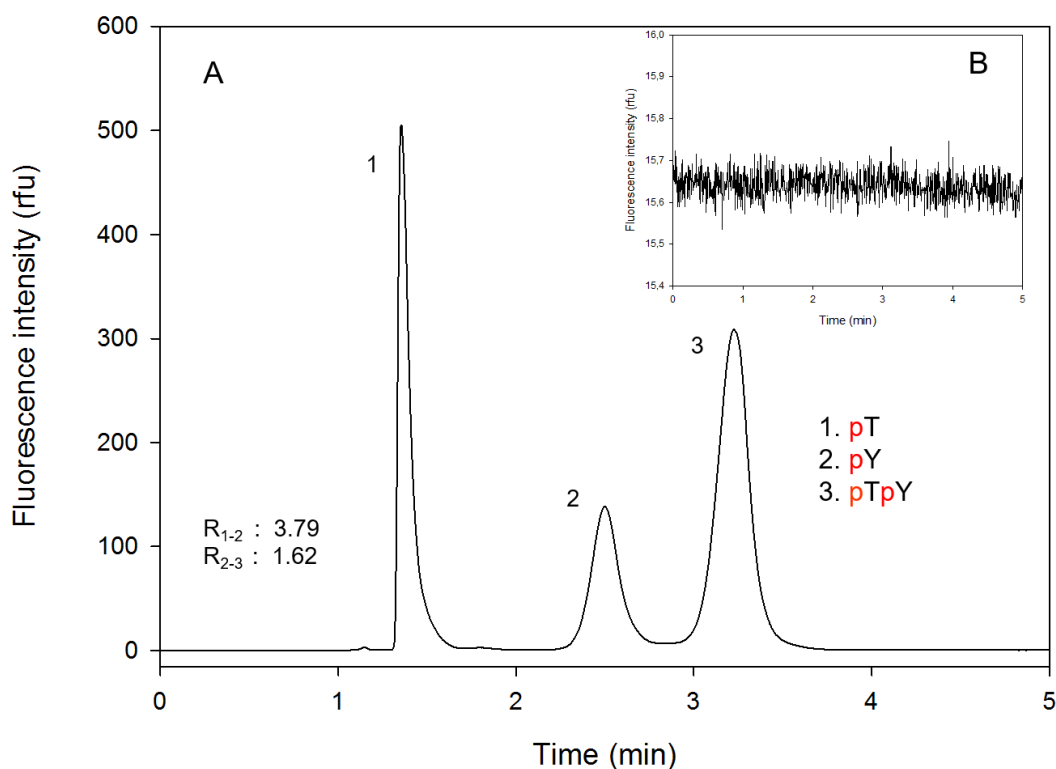 600
500
400
300
200
100
0
Fluorescence intensity (rfu)
A
1
2
3
R1-2 : 3.79
R2-3 : 1.62
1. pT
2. pY
3. pTpY
0 1 2 3 4 5
Time (min)
B
16,0
15,9
15,8
15,7
15,6
15,5
15,4
Fluorescence intensity (rfu)
0 1 2 3 4 5
Time (min)